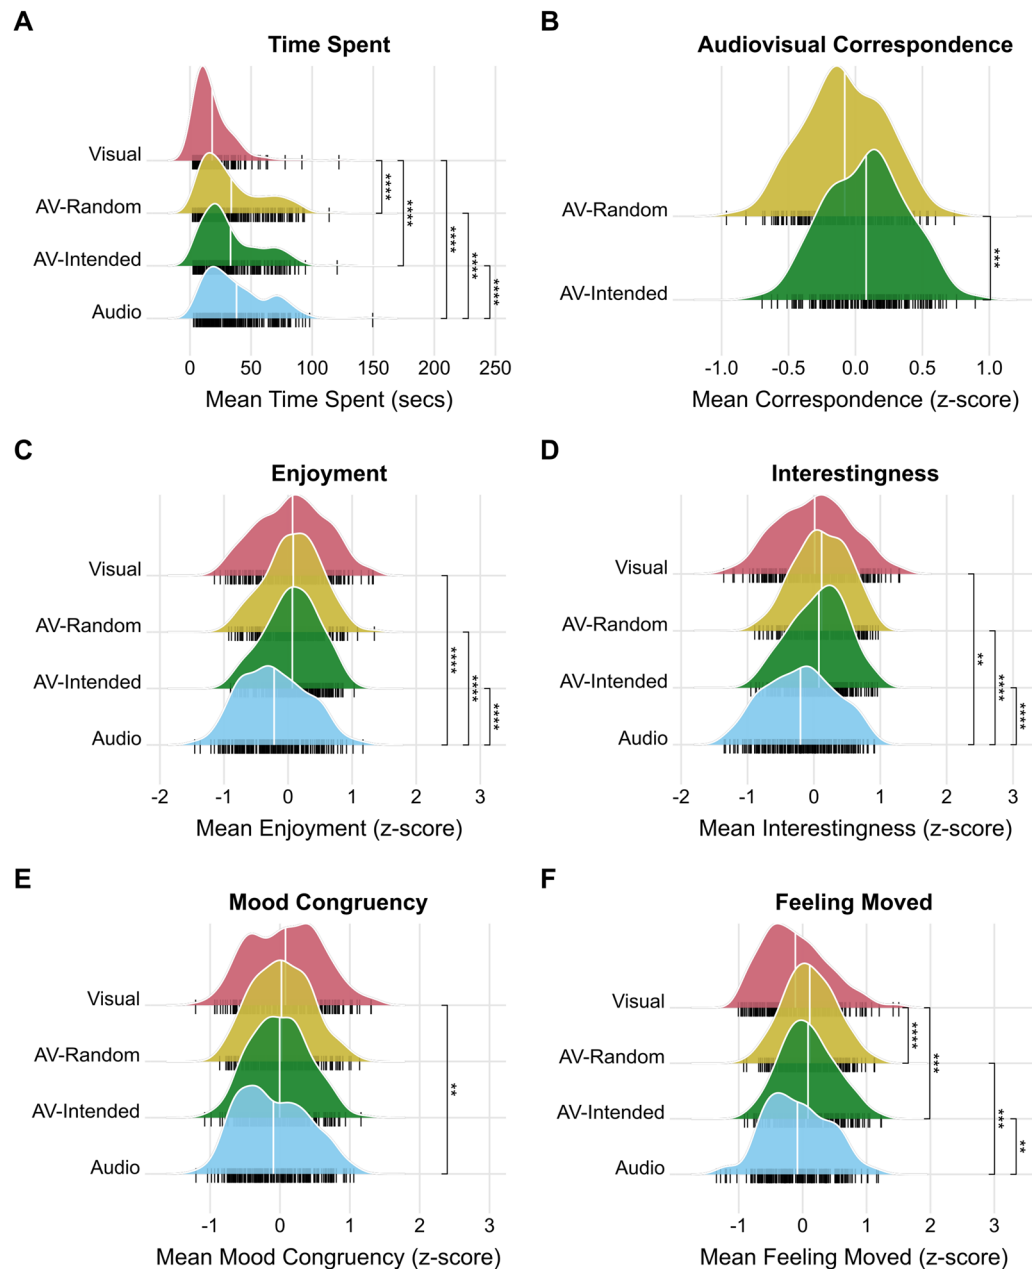 A
Time Spent
Visual
AV-Random
AV-Intended
Audio
****
****
****
****
****
0 50 100 150 200 250
Mean Time Spent (secs)
B
Audiovisual Correspondence
AV-Random
AV-Intended
***
-1.0 -0.5 0.0 0.5 1.0
Mean Correspondence (z-score)
C
Enjoyment
Visual
AV-Random
AV-Intended
Audio
****
****
****
-2 -1 0 1 2 3
Mean Enjoyment (z-score)
D
Interestingness
Visual
AV-Random
AV-Intended
Audio
**
****
****
-2 -1 0 1 2 3
Mean Interestingness (z-score)
E
Mood Congruency
Visual
AV-Random
AV-Intended
Audio
**
-1 0 1 2 3
Mean Mood Congruency (z-score)
F
Feeling Moved
Visual
AV-Random
AV-Intended
Audio
****
***
***
**
-1 0 1 2 3
Mean Feeling Moved (z-score)